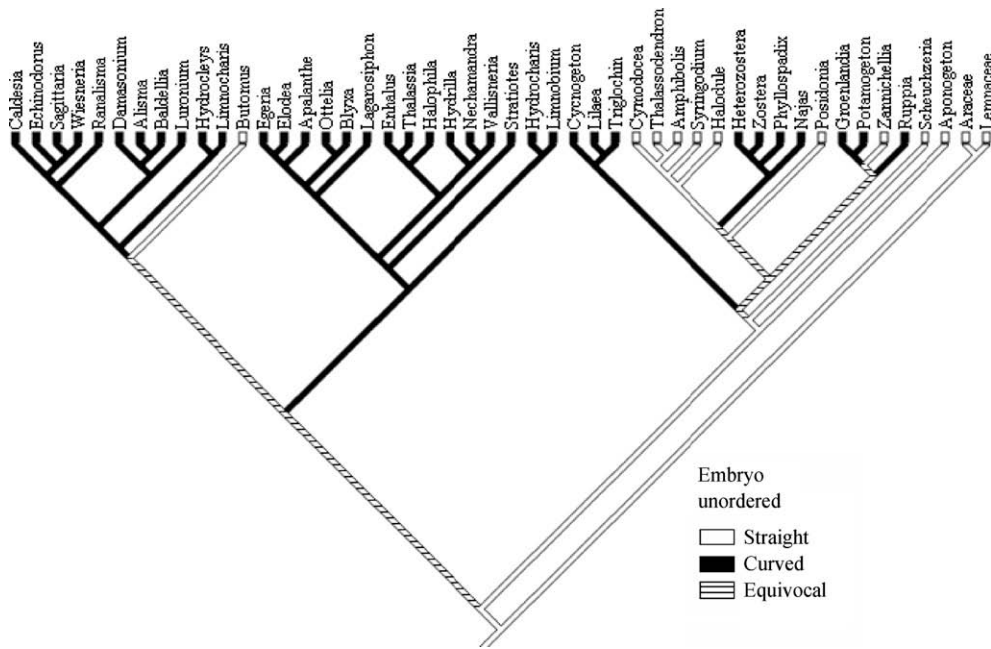 Caldesia
Echinodorus
Sagittaria
Wiesneria
Ranalisma
Damasonium
Alisma
Baldellia
Luronium
Hydrocleys
Limnocharis
Butomus
Egeria
Elodea
Apalanthe
Ottelia
Blyxa
Lagarosiphon
Enhalus
Thalassia
Halophila
Hydrilla
Nechamandra
Vallisneria
Stratiotes
Hydrocharis
Limnobium
Cycnogeton
Lilaea
Triglochin
Cymodocea
Thalassodendron
Amphibolis
Syringodium
Halodule
Heterozostera
Zostera
Phyllospadix
Najas
Posidonia
Groenlandia
Potamogeton
Zannichellia
Ruppia
Scheuchzeria
Aponogeton
Araceae
Lemnaceae
Embryo
unordered
Straight
Curved
Equivocal